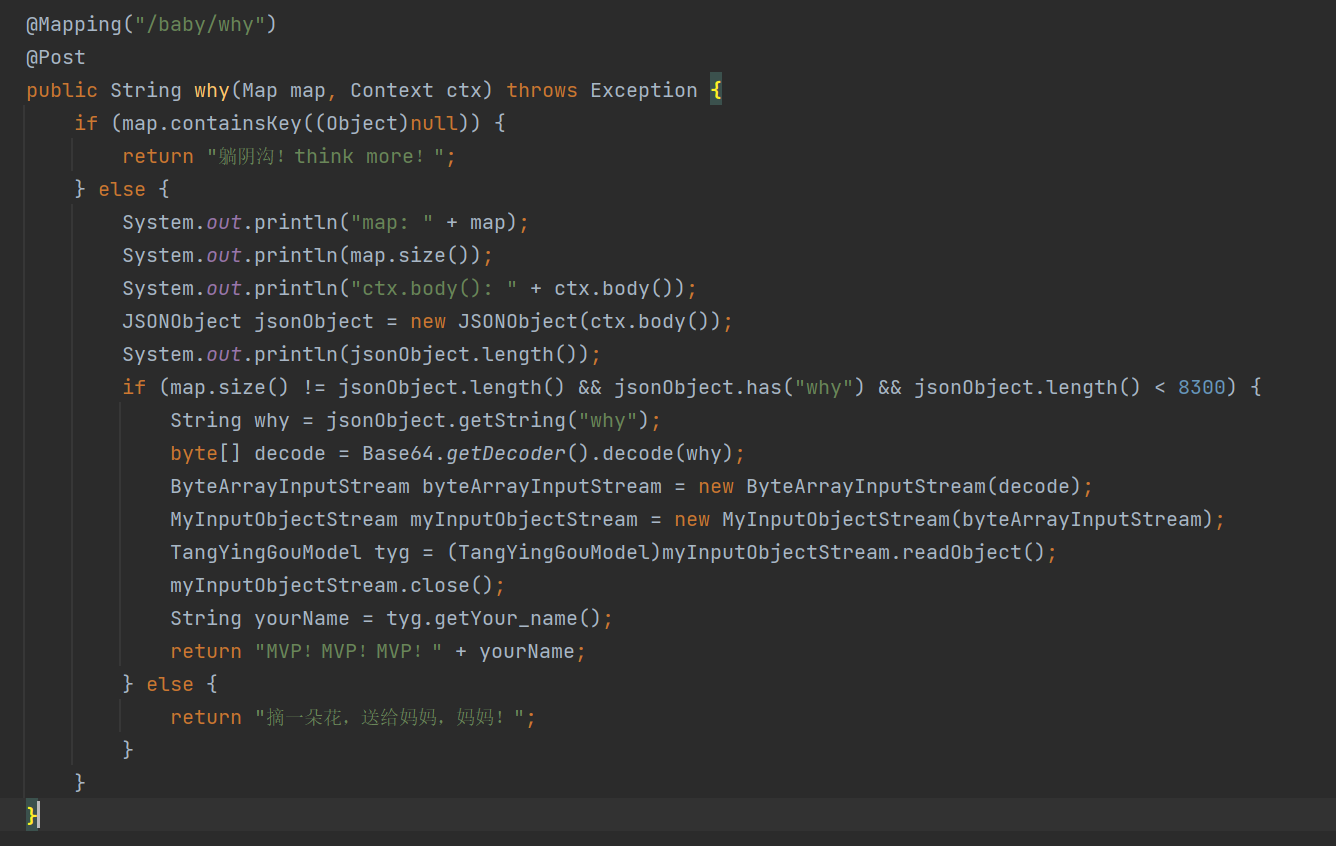 @Mapping("/baby/why")
@Post
public String why(Map map, Context ctx) throws Exception {
    if (map.containsKey((Object)null)) {
        return "躺阴沟！think more！";
    } else {
        System.out.println("map: " + map);
        System.out.println(map.size());
        System.out.println("ctx.body(): " + ctx.body());
        JSONObject jsonObject = new JSONObject(ctx.body());
        System.out.println(jsonObject.length());
        if (map.size() != jsonObject.length() && jsonObject.has("why") && jsonObject.length() < 8300) {
            String why = jsonObject.getString("why");
            byte[] decode = Base64.getDecoder().decode(why);
            ByteArrayInputStream byteArrayInputStream = new ByteArrayInputStream(decode);
            MyInputObjectStream myInputObjectStream = new MyInputObjectStream(byteArrayInputStream);
            TangYingGouModel tyg = (TangYingGouModel)myInputObjectStream.readObject();
            myInputObjectStream.close();
            String yourName = tyg.getYour_name();
            return "MVP！MVP！MVP！" + yourName;
        } else {
            return "摘一朵花，送给妈妈，妈妈！";
        }
    }
}